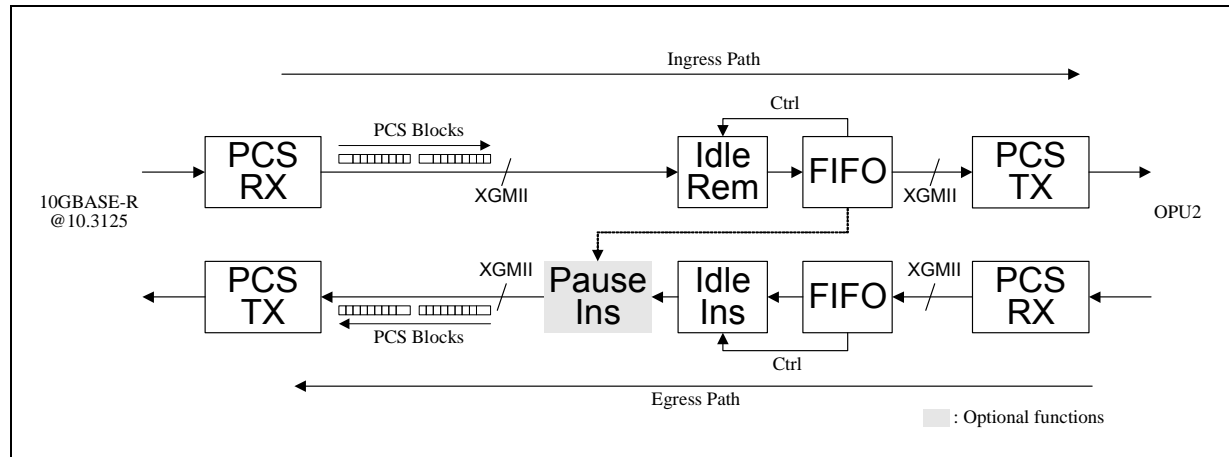 Ingress Path
Ctrl
PCS Blocks
PCS
RX
Idle
Rem
FIFO
PCS
TX
XGMII
XGMII
10GBASE-R
@10.3125
OPU2
XGMII
XGMII
PCS
TX
Pause
Ins
Idle
Ins
FIFO
PCS
RX
PCS Blocks
Ctrl
Egress Path
: Optional functions